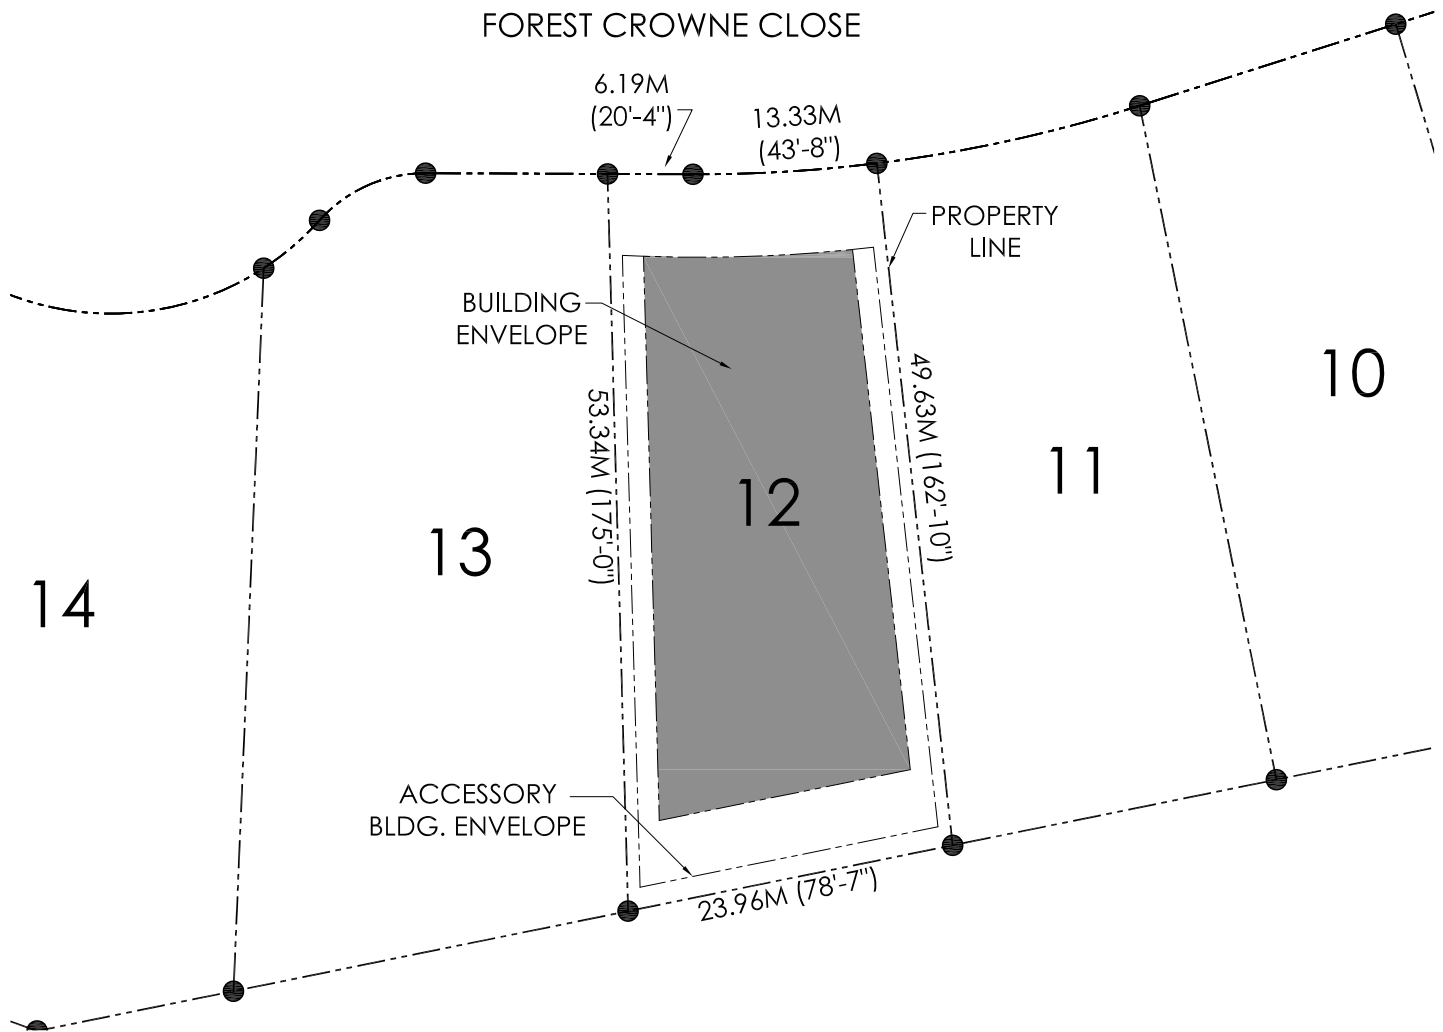 FOREST CROWNE CLOSE
6.19M
(20'-4")
13.33M
(43'-8")
PROPERTY
LINE
BUILDING
ENVELOPE
10
49.63M (162'-10")
53.34M (175'-0")
11
12
13
14
ACCESSORY
BLDG. ENVELOPE
23.96M (78'-7")